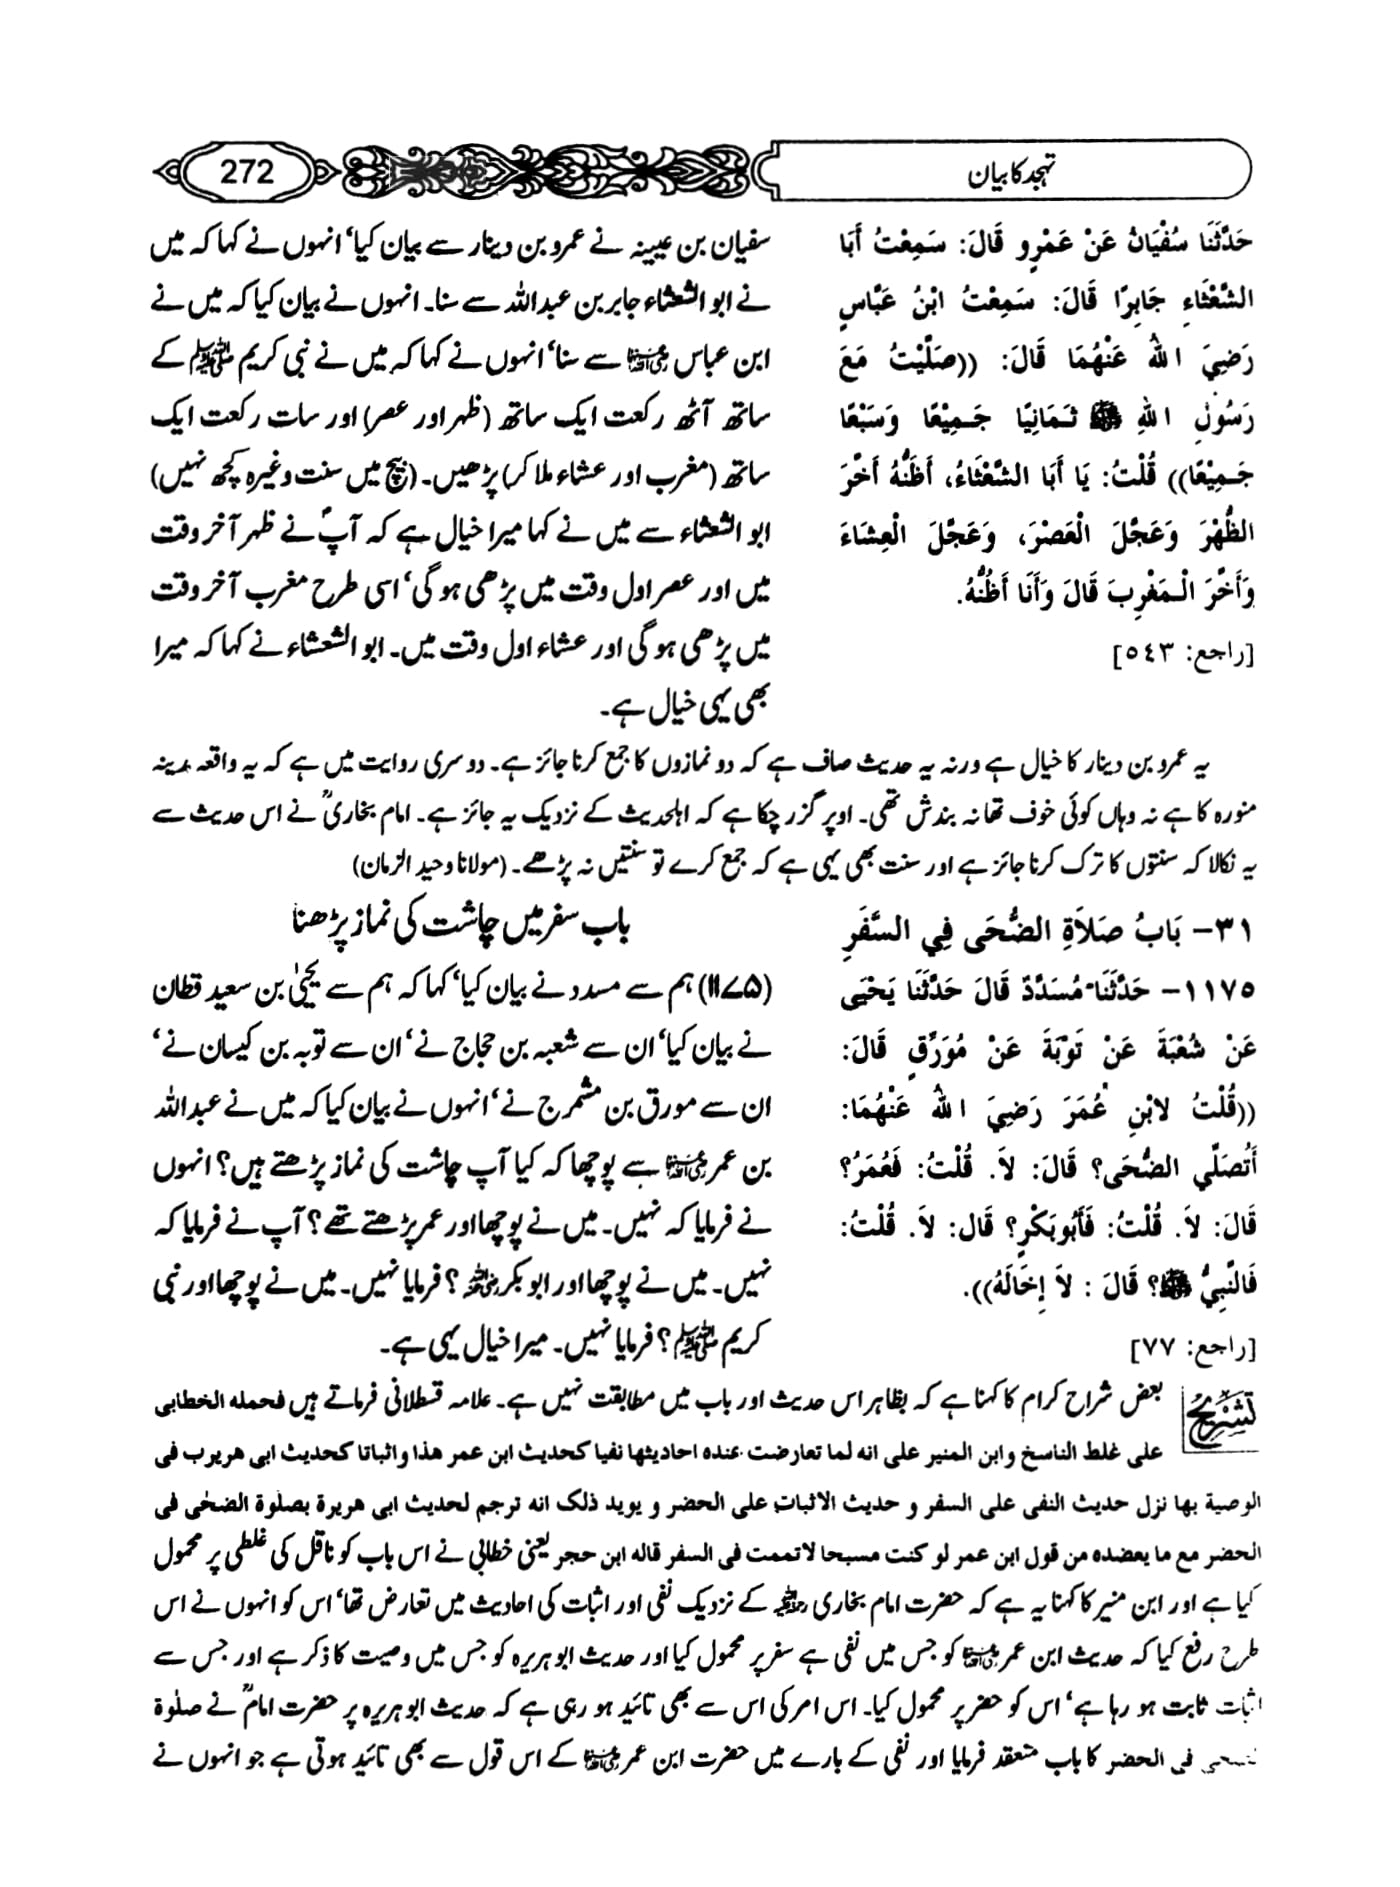 تہجد کا بیان
272
حَدَّثَنَا سُفْيَانُ عَنْ عَمْرٍو قَالَ: سَمِعْتُ أَبَا
الشَّعْثَاءِ جَابِرًا قَالَ: سَمِعْتُ ابْنُ عَبَّاسٍ
رَضِيَ اللهُ عَنْهُمَا قَالَ: ((صَلَّيْتُ مَعَ
رَسُولِ اللهِ ﷺ ثَمَانِيًا جَمِيْعًا وَسَبْعًا
جَمِيْعًا)) قُلْتُ: يَا أَبَا الشَّعْثَاءُ، أَظُنُّهُ أَخَّرَ
الظُّهْرَ وَعَجَّلَ الْعَصْرَ، وَعَجَّلَ الْعِشَاءَ
وَأَخَّرَ الْمَغْرِبَ قَالَ وَأَنَا أَظُنُّهُ.
[راجع: ٥٤٣]
سفیان بن عیینہ نے عمرو بن دینار سے بیان کیا‘ انہوں نے کہا کہ میں
نے ابو الشعثاء جابر بن عبداللہ سے سنا۔ انہوں نے بیان کیا کہ میں نے
ابن عباس رضی اللہ عنہما سے سنا‘ انہوں نے کہا کہ میں نے نبی کریم ﷺ کے
ساتھ آٹھ رکعت ایک ساتھ (ظہر اور عصر) اور سات رکعت ایک
ساتھ (مغرب اور عشاء ملا کر) پڑھیں۔ (بیچ میں سنت وغیرہ کچھ نہیں)
ابو الشعثاء سے میں نے کہا میرا خیال ہے کہ آپؐ نے ظہر آخر وقت
میں اور عصر اول وقت میں پڑھی ہو گی‘ اسی طرح مغرب آخر وقت
میں پڑھی ہو گی اور عشاء اول وقت میں۔ ابو الشعثاء نے کہا کہ میرا
بھی یہی خیال ہے۔
یہ عمرو بن دینار کا خیال ہے ورنہ یہ حدیث صاف ہے کہ دو نمازوں کا جمع کرنا جائز ہے۔ دوسری روایت میں ہے کہ یہ واقعہ مدینہ
منورہ کا ہے نہ وہاں کوئی خوف تھا نہ بندش تھی۔ اوپر گزر چکا ہے کہ اہلحدیث کے نزدیک یہ جائز ہے۔ امام بخاریؒ نے اس حدیث سے
یہ نکالا کہ سنتوں کا ترک کرنا جائز ہے اور سنت بھی یہی ہے کہ جمع کرے تو سنتیں نہ پڑھے۔ (مولانا وحید الزمان)
٣١- بَابُ صَلاَةِ الضُّحَى فِي السَّفَرِ
١١٧٥- حَدَّثَنَا مُسَدَّدٌ قَالَ حَدَّثَنَا يَحْيَى
عَنْ شُعْبَةَ عَنْ تَوْبَةَ عَنْ مُوَرِّقٍ قَالَ:
((قُلْتُ لابْنِ عُمَرَ رَضِيَ اللهُ عَنْهُمَا:
أَتُصَلِّي الضُّحَى؟ قَالَ: لاَ. قُلْتُ: فَعُمَرُ؟
قَالَ: لاَ. قُلْتُ: فَأَبُوبَكْرٍ؟ قَالَ: لاَ. قُلْتُ:
فَالنَّبِيُّ ﷺ؟ قَالَ : لاَ إِخَالَهُ)).
[راجع: ٧٧]
باب سفر میں چاشت کی نماز پڑھنا
(۱۱۷۵) ہم سے مسدد نے بیان کیا‘ کہا کہ ہم سے یحییٰ بن سعید قطان
نے بیان کیا‘ ان سے شعبہ بن حجاج نے‘ ان سے توبہ بن کیسان نے‘
ان سے مورق بن مشمرج نے‘ انہوں نے بیان کیا کہ میں نے عبداللہ
بن عمر رضی اللہ عنہما سے پوچھا کہ کیا آپ چاشت کی نماز پڑھتے ہیں؟ انہوں
نے فرمایا کہ نہیں۔ میں نے پوچھا اور عمر پڑھتے تھے؟ آپ نے فرمایا کہ
نہیں۔ میں نے پوچھا اور ابوبکر رضی اللہ عنہ؟ فرمایا نہیں۔ میں نے پوچھا اور نبی
کریم ﷺ؟ فرمایا نہیں۔ میرا خیال یہی ہے۔
تشریح
بعض شراح کرام کا کہنا ہے کہ بظاہر اس حدیث اور باب میں مطابقت نہیں ہے۔ علامہ قسطلانی فرماتے ہیں فحمله الخطابی
علی غلط الناسخ وابن المنیر علی انه لما تعارضت عنده احادیثها نفیا کحدیث ابن عمر هذا واثباتا کحدیث ابی هریرۃ فی
الوصیة بها نزل حدیث النفی علی السفر و حدیث الاثبات علی الحضر و یوید ذلک انه ترجم لحدیث ابی هریرة بصلوة الضحٰی فی
الحضر مع ما یعضده من قول ابن عمر لو کنت مسبحا لاتممت فی السفر قاله ابن حجر یعنی خطابی نے اس باب کو ناقل کی غلطی پر محمول
کیا ہے اور ابن منیر کا کہنا یہ ہے کہ حضرت امام بخاری رحمہ اللہ کے نزدیک نفی اور اثبات کی احادیث میں تعارض تھا‘ اس کو انہوں نے اس
طرح رفع کیا کہ حدیث ابن عمر رضی اللہ عنہما کو جس میں نفی ہے سفر پر محمول کیا اور حدیث ابو ہریرہ کو جس میں وصیت کا ذکر ہے اور جس سے
اثبات ثابت ہو رہا ہے‘ اس کو حضر پر محمول کیا۔ اس امر کی اس سے بھی تائید ہو رہی ہے کہ حدیث ابو ہریرہ پر حضرت امامؒ نے صلوٰۃ
الضحی فی الحضر کا باب منعقد فرمایا اور نفی کے بارے میں حضرت ابن عمر رضی اللہ عنہما کے اس قول سے بھی تائید ہوتی ہے جو انہوں نے